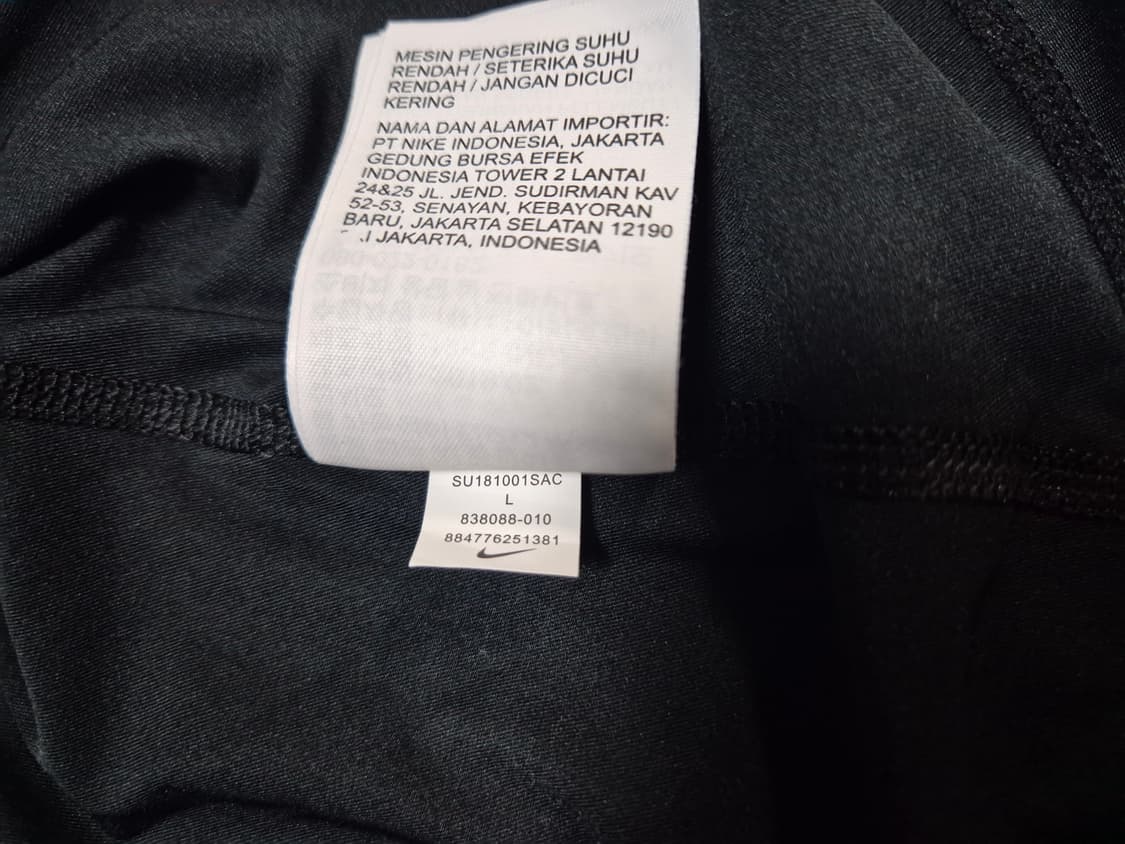 MESIN PENGERING SUHU
RENDAH / SETERIKA SUHU
RENDAH / JANGAN DICUCI
KERING
NAMA DAN ALAMAT IMPORTIR:
PT NIKE INDONESIA, JAKARTA
GEDUNG BURSA EFEK
INDONESIA TOWER 2 LANTAI
24&25 JL. JEND. SUDIRMAN KAV
52-53, SENAYAN, KEBAYORAN
BARU, JAKARTA SELATAN 12190
JAKARTA, INDONESIA
SU181001SAC
L
838088-010
884776251381